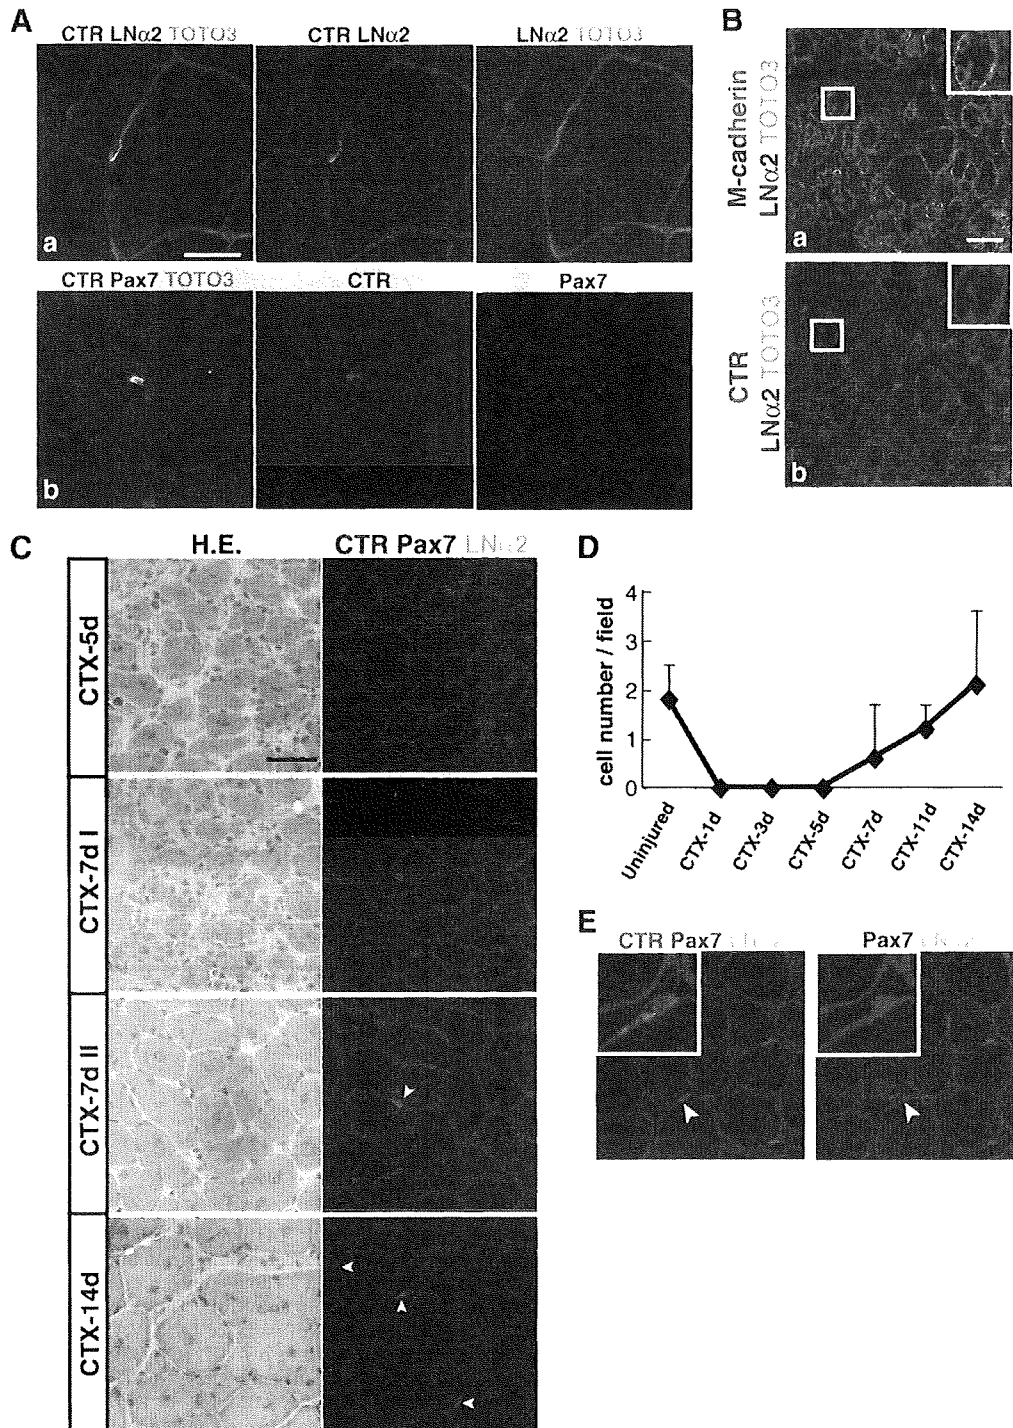 A
CTR LNα2 TOTO3
CTR LNα2
LNα2 TOTO3
a
CTR Pax7 TOTO3
CTR
Pax7
b
B
M-cadherin
LNα2 TOTO3
a
CTR
LNα2 TOTO3
b
C
H.E.
CTR Pax7 LNα2
CTX-5d
CTX-7d I
CTX-7d II
CTX-14d
D
cell number / field
4
3
2
1
0
Uninjured
CTX-1d
CTX-3d
CTX-5d
CTX-7d
CTX-11d
CTX-14d
E
CTR Pax7 LNα2
Pax7 LNα2